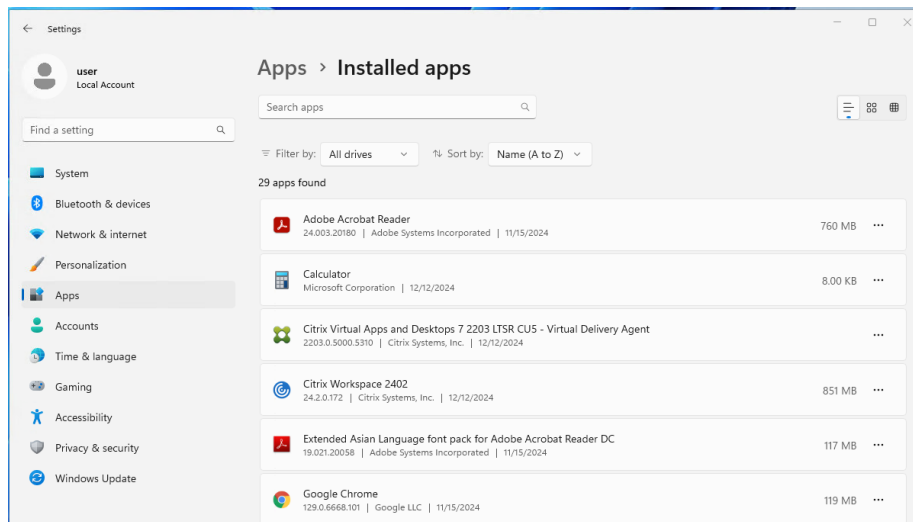 Settings
user
Local Account
Find a setting
System
Bluetooth & devices
Network & internet
Personalization
Apps
Accounts
Time & language
Gaming
Accessibility
Privacy & security
Windows Update
Apps > Installed apps
Search apps
Filter by: All drives Sort by: Name (A to Z)
29 apps found
Adobe Acrobat Reader
24.003.20180 | Adobe Systems Incorporated | 11/15/2024
760 MB
Calculator
Microsoft Corporation | 12/12/2024
8.00 KB
Citrix Virtual Apps and Desktops 7 2203 LTSR CU5 - Virtual Delivery Agent
2203.0.5000.5310 | Citrix Systems, Inc. | 12/12/2024
Citrix Workspace 2402
24.2.0.172 | Citrix Systems, Inc. | 12/12/2024
851 MB
Extended Asian Language font pack for Adobe Acrobat Reader DC
19.021.20058 | Adobe Systems Incorporated | 11/15/2024
117 MB
Google Chrome
129.0.6668.101 | Google LLC | 11/15/2024
119 MB